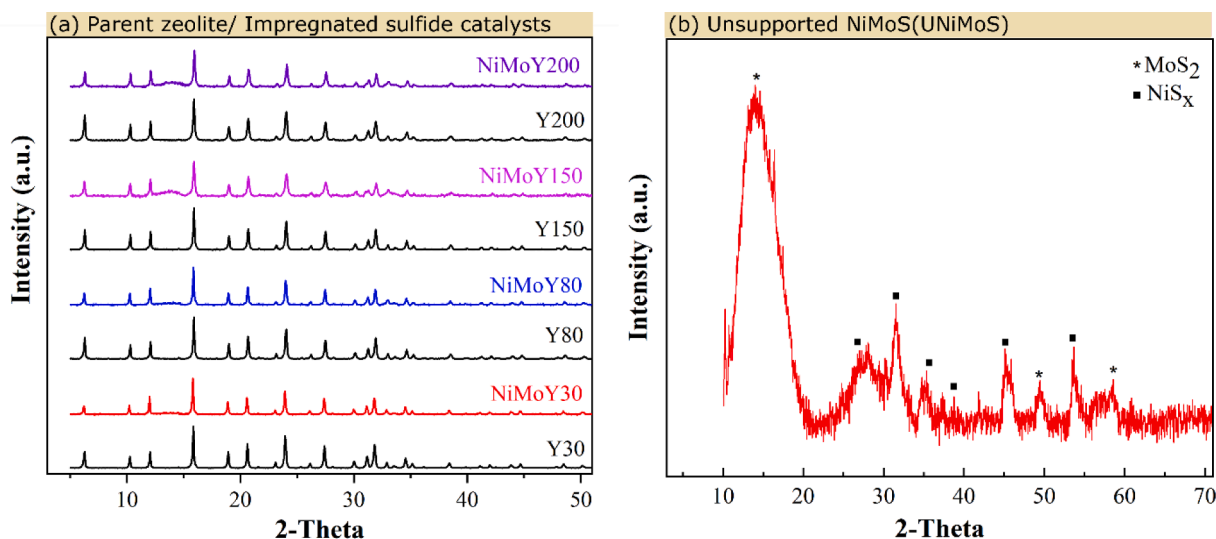 (a) Parent zeolite/ Impregnated sulfide catalysts
NiMoY200
Y200
NiMoY150
Y150
NiMoY80
Y80
NiMoY30
Y30
Intensity (a.u.)
10 20 30 40 50
2-Theta
(b) Unsupported NiMoS(UNiMoS)
* MoS₂
■ NiSₓ
* ■ ■ ■ ■ * ■ *
Intensity (a.u.)
10 20 30 40 50 60 70
2-Theta